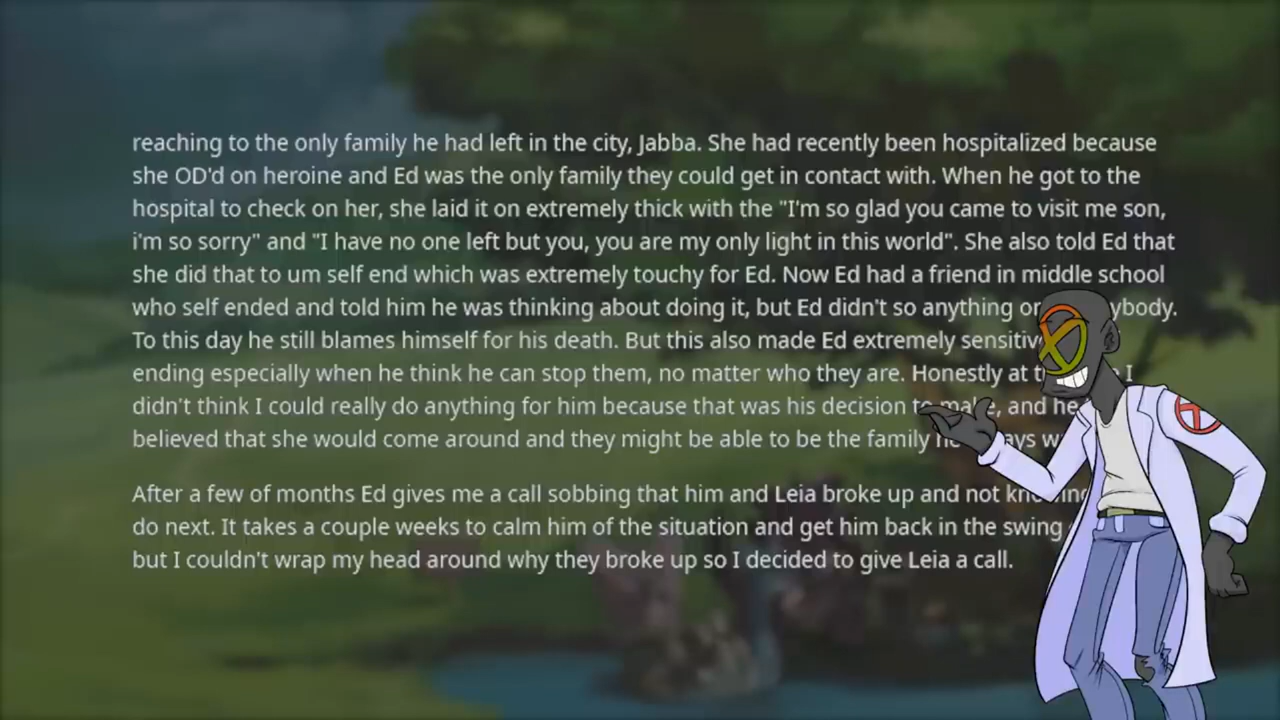 reaching to the only family he had left in the city, Jabba. She had recently been hospitalized because
she OD'd on heroine and Ed was the only family they could get in contact with. When he got to the
hospital to check on her, she laid it on extremely thick with the "I'm so glad you came to visit me son,
i'm so sorry" and "I have no one left but you, you are my only light in this world". She also told Ed that
she did that to um self end which was extremely touchy for Ed. Now Ed had a friend in middle school
who self ended and told him he was thinking about doing it, but Ed didn't so anything or
To this day he still blames himself for his death. But this also made Ed extremely
ending especially when he think he can stop them, no matter who they are. Honestly at I
didn't think I could really do anything for him because that was his decision to make, and he
believed that she would come around and they might be able to be the family
After a few of months Ed gives me a call sobbing that him and Leia broke up and not
do next. It takes a couple weeks to calm him of the situation and get him back in the swing
but I couldn't wrap my head around why they broke up so I decided to give Leia a call.